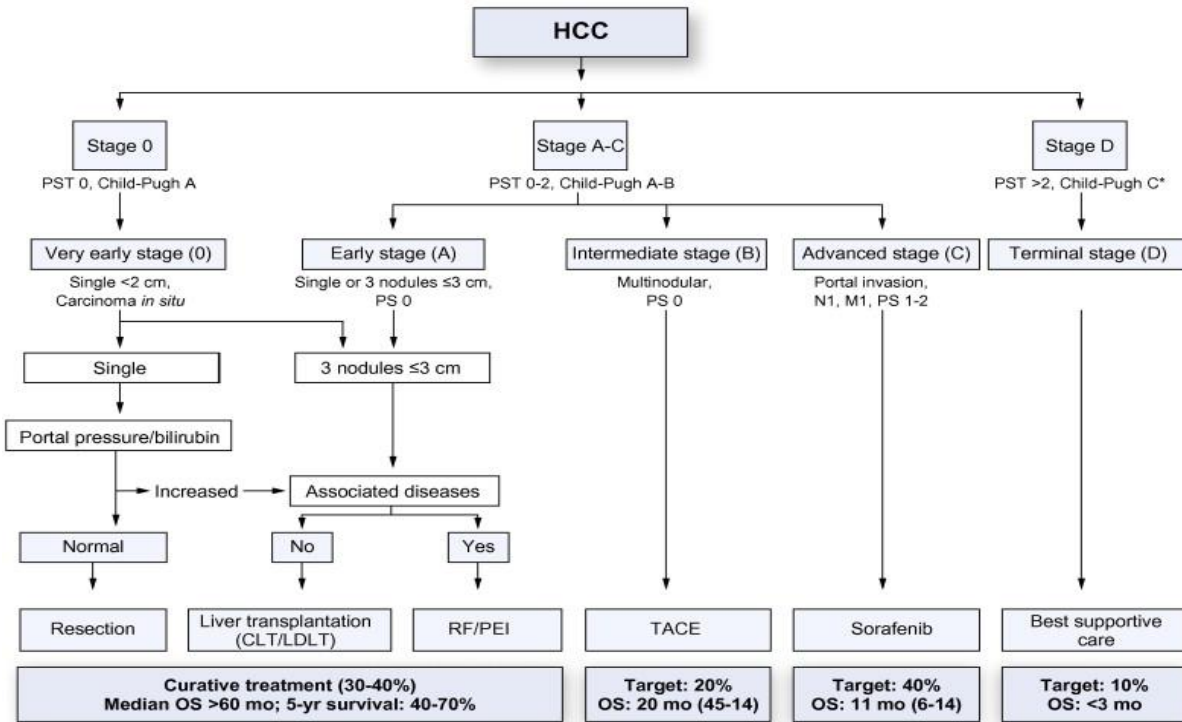 HCC
Stage 0
PST 0, Child-Pugh A
Stage A-C
PST 0-2, Child-Pugh A-B
Stage D
PST >2, Child-Pugh C*
Very early stage (0)
Single <2 cm,
Carcinoma in situ
Early stage (A)
Single or 3 nodules ≤3 cm,
PS 0
Intermediate stage (B)
Multinodular,
PS 0
Advanced stage (C)
Portal invasion,
N1, M1, PS 1-2
Terminal stage (D)
Single
3 nodules ≤3 cm
Portal pressure/bilirubin
Increased
Associated diseases
Normal
No
Yes
Resection
Liver transplantation
(CLT/LDLT)
RF/PEI
TACE
Sorafenib
Best supportive
care
Curative treatment (30-40%)
Median OS >60 mo; 5-yr survival: 40-70%
Target: 20%
OS: 20 mo (45-14)
Target: 40%
OS: 11 mo (6-14)
Target: 10%
OS: <3 mo